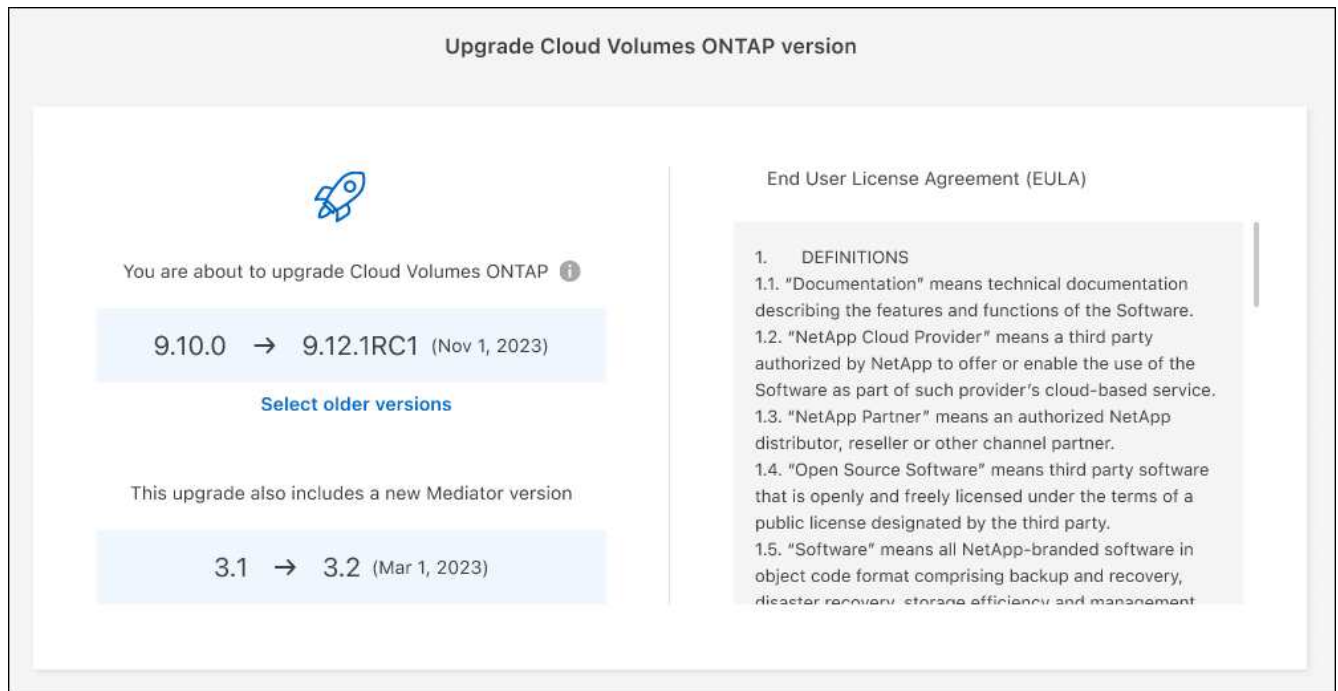 Upgrade Cloud Volumes ONTAP version
You are about to upgrade Cloud Volumes ONTAP
9.10.0 → 9.12.1RC1 (Nov 1, 2023)
Select older versions
This upgrade also includes a new Mediator version
3.1 → 3.2 (Mar 1, 2023)
End User License Agreement (EULA)
1. DEFINITIONS
1.1. “Documentation” means technical documentation
describing the features and functions of the Software.
1.2. “NetApp Cloud Provider” means a third party
authorized by NetApp to offer or enable the use of the
Software as part of such provider’s cloud-based service.
1.3. “NetApp Partner” means an authorized NetApp
distributor, reseller or other channel partner.
1.4. “Open Source Software” means third party software
that is openly and freely licensed under the terms of a
public license designated by the third party.
1.5. “Software” means all NetApp-branded software in
object code format comprising backup and recovery,
disaster recovery, storage efficiency and management